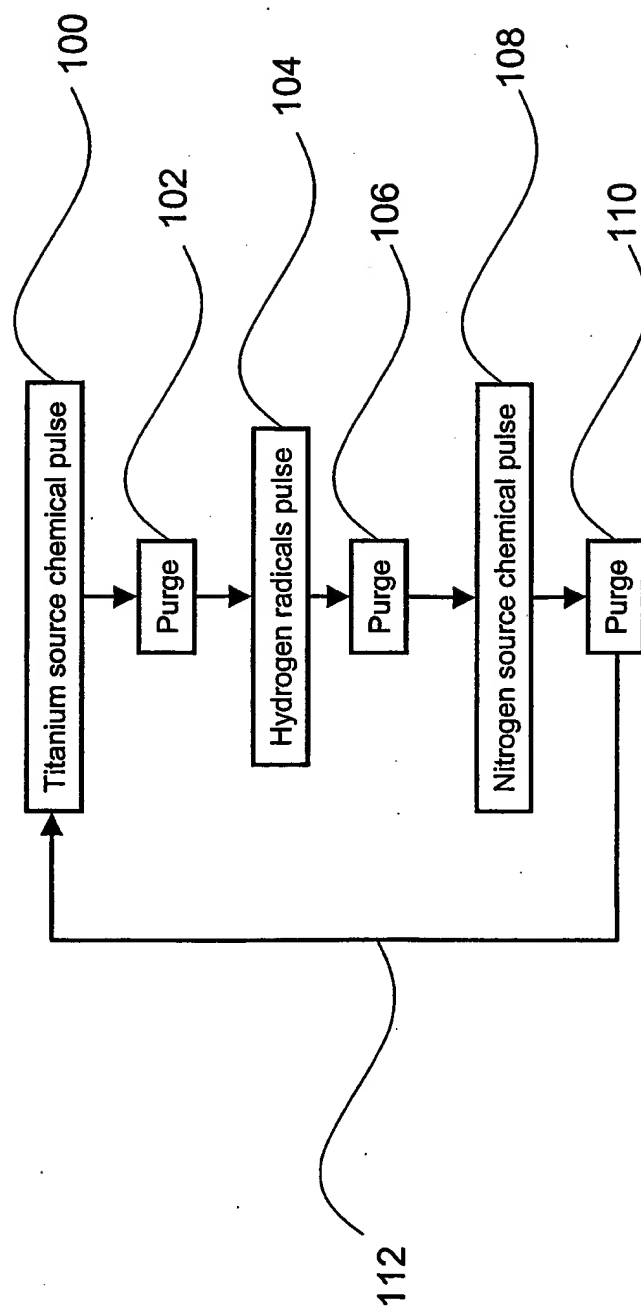 Titanium source chemical pulse
100
Purge
102
Hydrogen radicals pulse
104
Purge
106
Nitrogen source chemical pulse
108
Purge
110
112